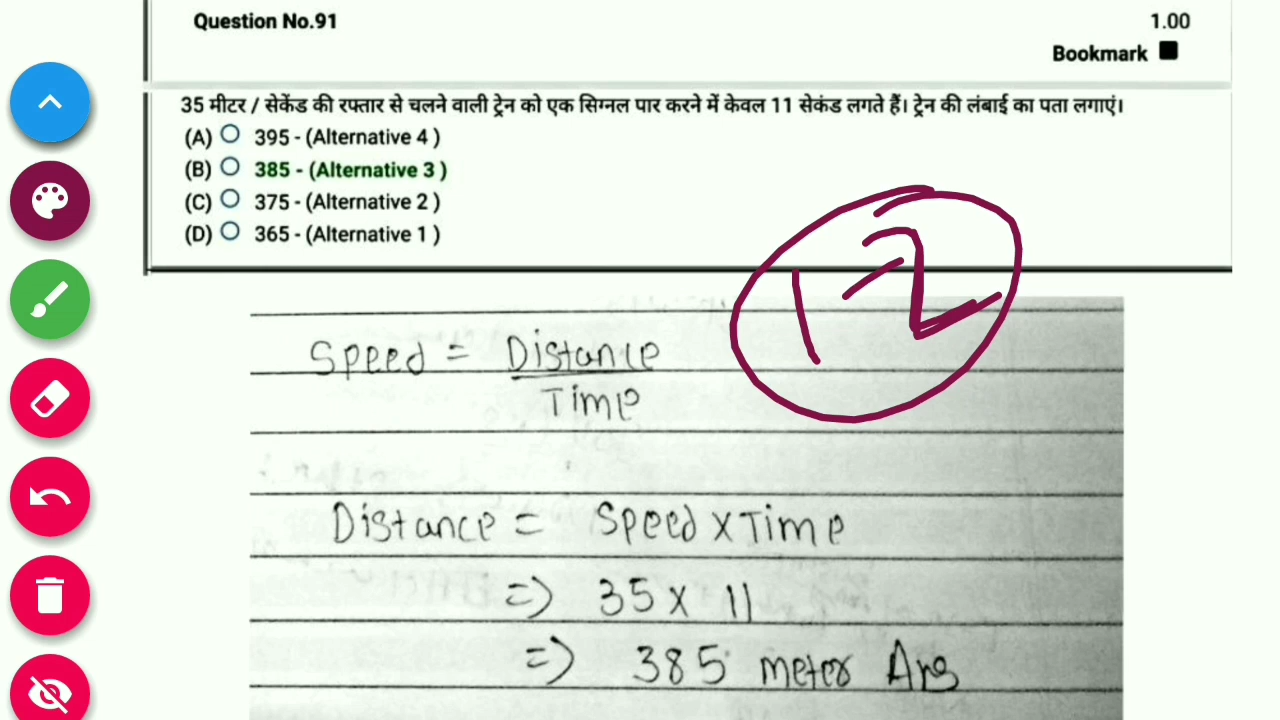 Question No.91
1.00
Bookmark
35 मीटर / सेकेंड की रफ्तार से चलने वाली ट्रेन को एक सिग्नल पार करने में केवल 11 सेकंड लगते हैं। ट्रेन की लंबाई का पता लगाएं।
(A) 395 - (Alternative 4 )
(B) 385 - (Alternative 3 )
(C) 375 - (Alternative 2 )
(D) 365 - (Alternative 1 )
Speed = Distance
Time
Distance = Speed x Time
=> 35 x 11
=> 385 meter Ans